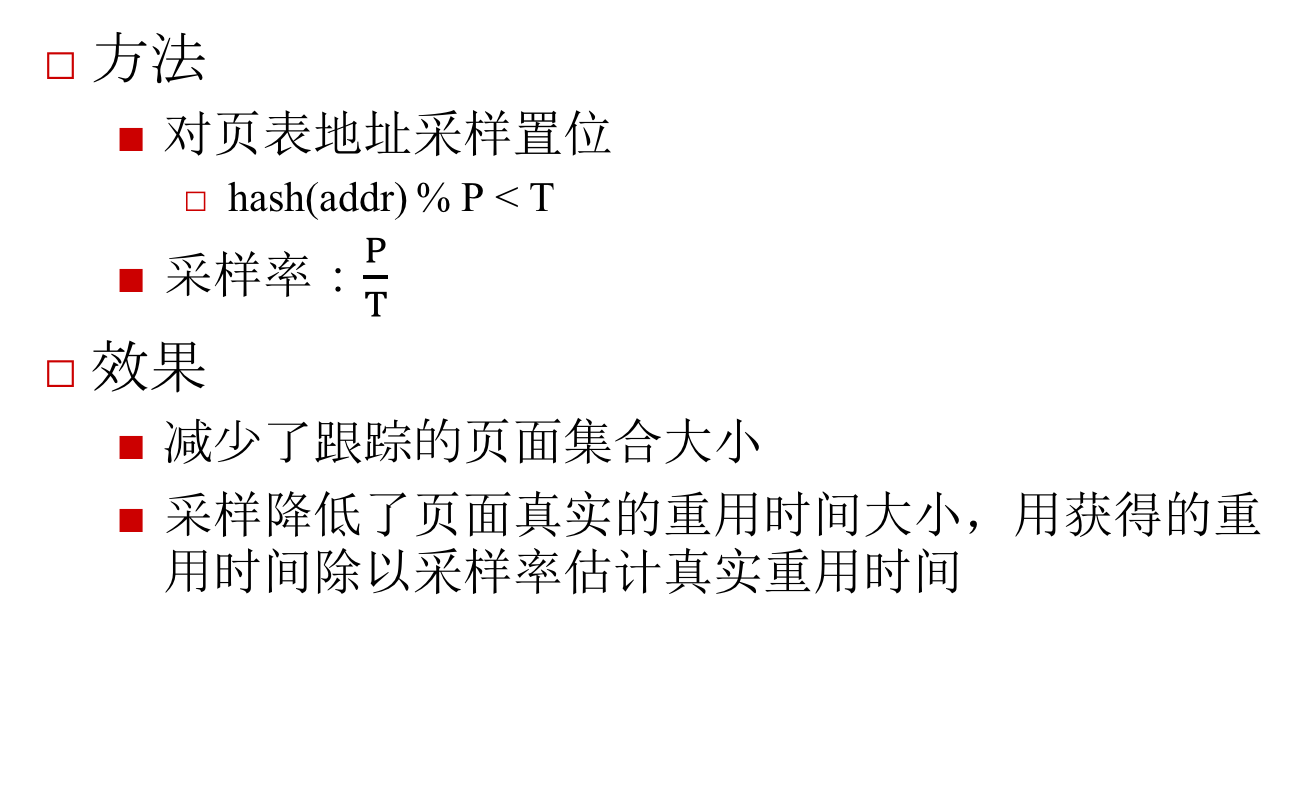 方法
对页表地址采样置位
hash(addr) % P < T
采样率：P/T
效果
减少了跟踪的页面集合大小
采样降低了页面真实的重用时间大小，用获得的重
用时间除以采样率估计真实重用时间